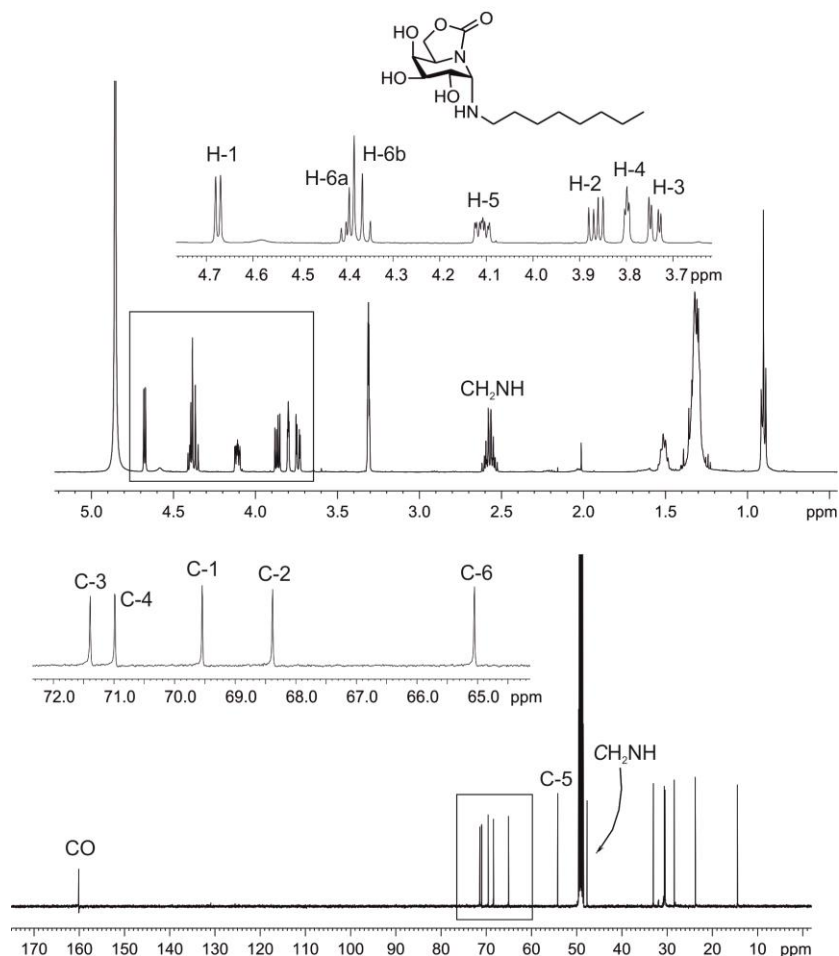 O
O
HO
N
HO
HO
HN
H-1
H-6a
H-6b
H-5
H-2
H-4
H-3
4.7 4.6 4.5 4.4 4.3 4.2 4.1 4.0 3.9 3.8 3.7 ppm
CH₂NH
5.0 4.5 4.0 3.5 3.0 2.5 2.0 1.5 1.0 ppm
C-3
C-4
C-1
C-2
C-6
72.0 71.0 70.0 69.0 68.0 67.0 66.0 65.0 ppm
CO
C-5
CH₂NH
170 160 150 140 130 120 110 100 90 80 70 60 50 40 30 20 10 ppm